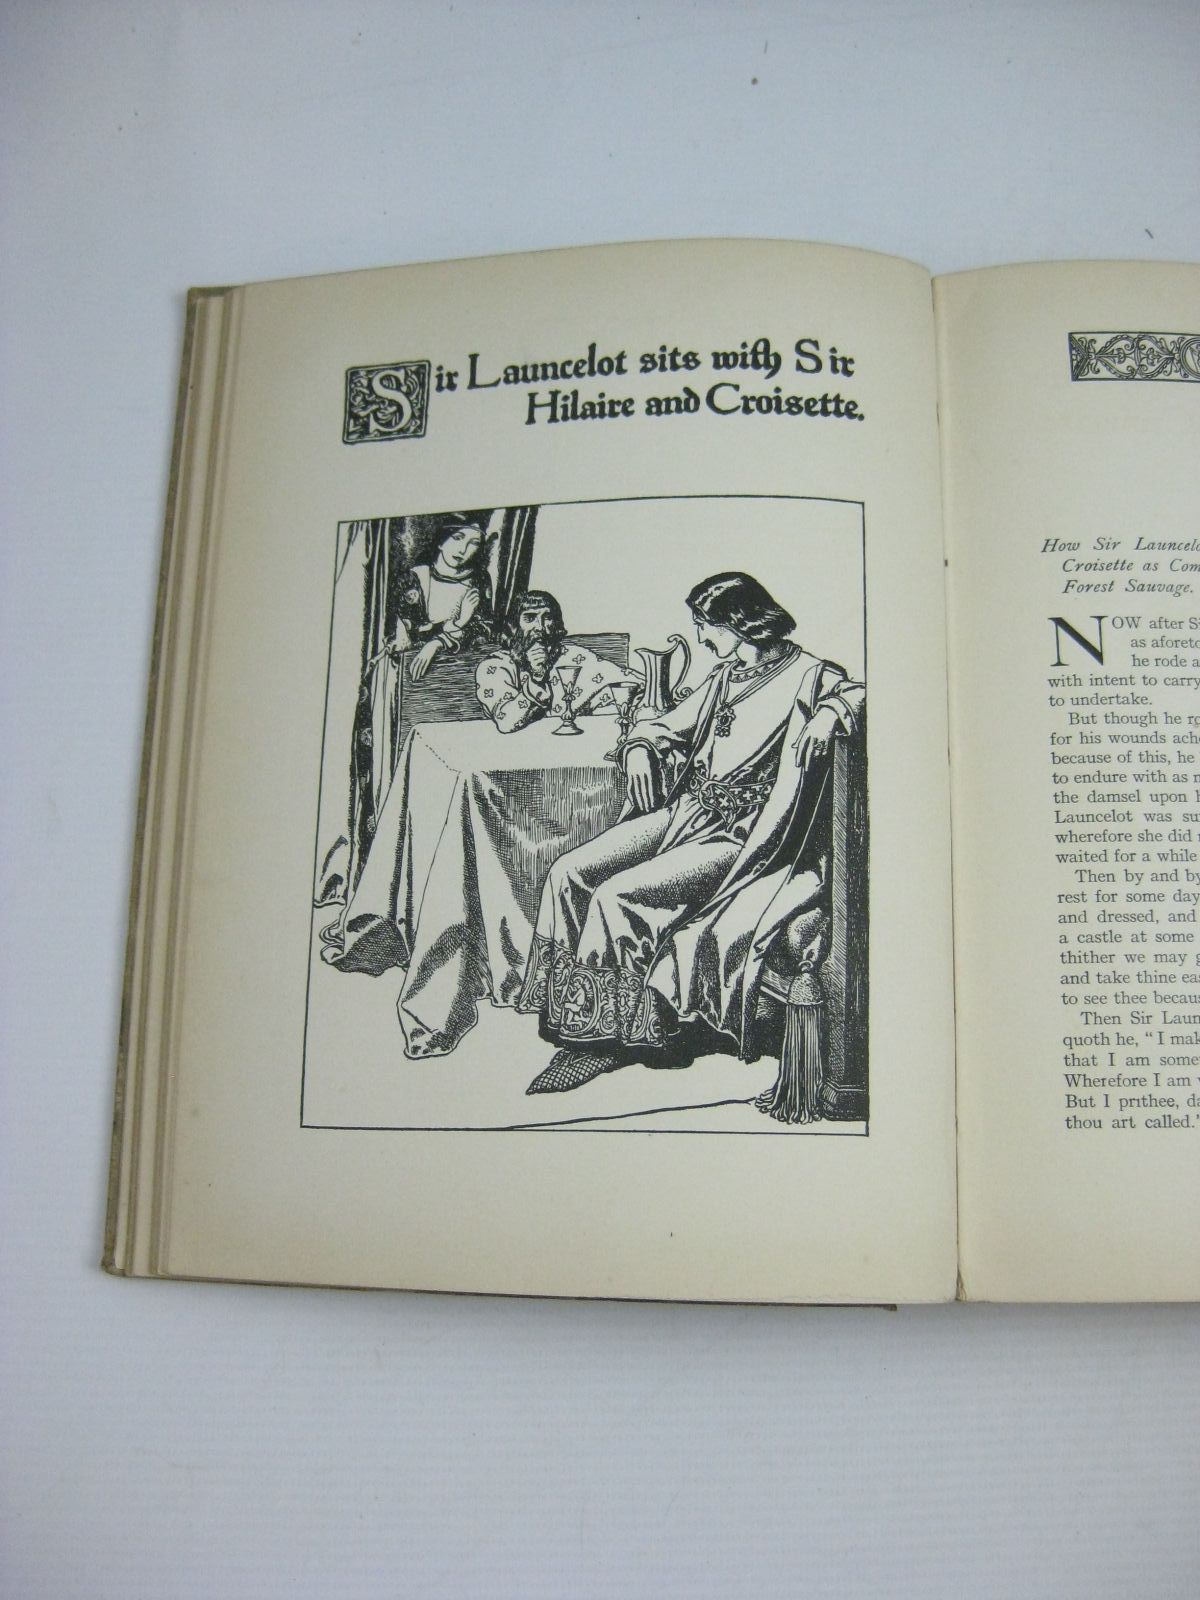 Sir Launcelot sits with Sir
Hilaire and Croisette.
How Sir Launcelo
Croisette as Com
Forest Sauvage.
NOW after S
as aforeto
he rode a
with intent to carry
to undertake.
But though he ro
for his wounds ach
because of this, he
to endure with as m
the damsel upon h
Launcelot was su
wherefore she did
waited for a while
Then by and by
rest for some day
and dressed, and
a castle at some
thither we may g
and take thine eas
to see thee becaus
Then Sir Laun
quoth he, "I mak
that I am some
Wherefore I am
But I prithee, da
thou art called."